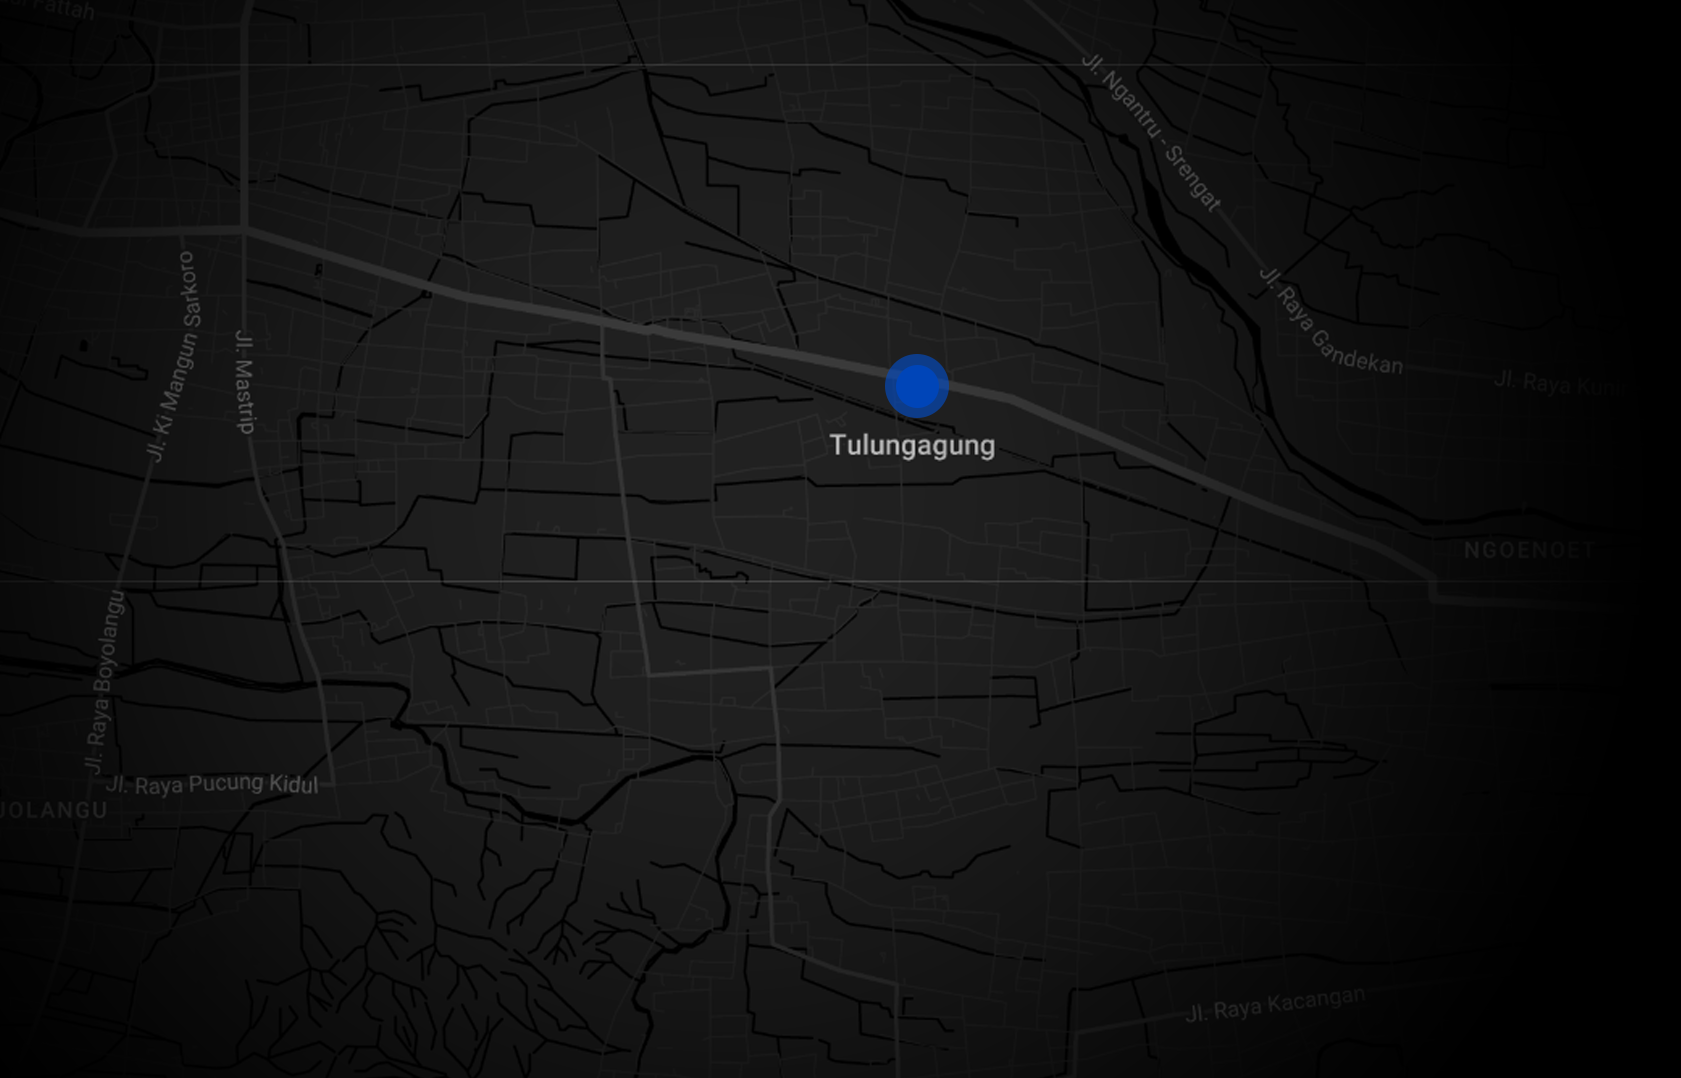 Fattah
Jl. Ngantru - Srengat
Jl. Ki Mangun Sarkoro
Jl. Mastrip
Jl. Raya Gandekan
Jl. Raya
Tulungagung
NGOENOET
Jl. Raya Boyolangu
Jl. Raya Pucung Kidul
JOLANGU
Jl. Raya Kacangan